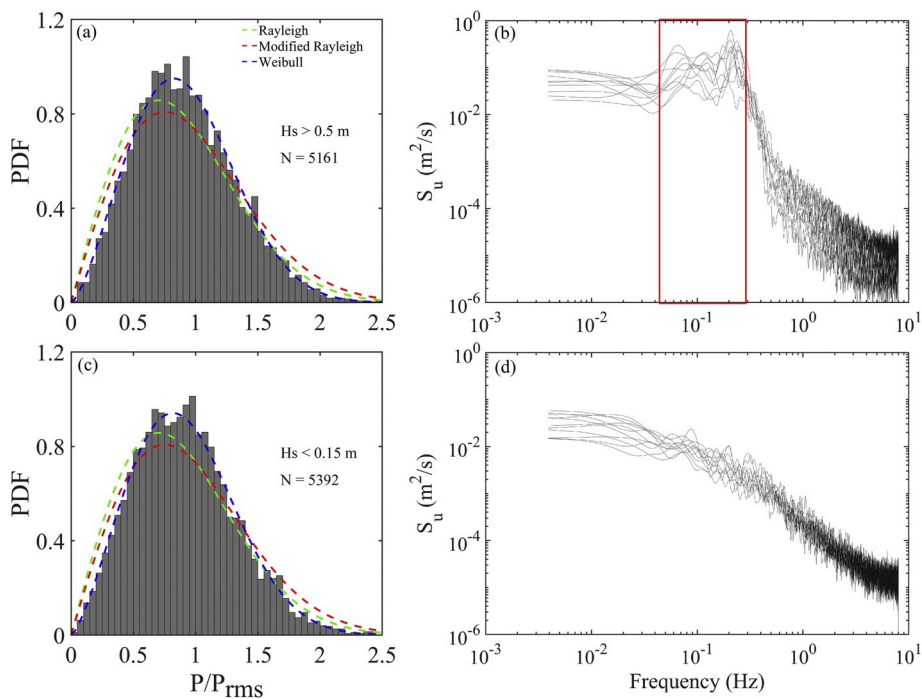 1.2
(a)
Rayleigh
Modified Rayleigh
Weibull
0.8
PDF
Hs > 0.5 m
N = 5161
0.4
0
0 0.5 1 1.5 2 2.5
10^0
(b)
10^-2
S_u (m^2/s)
10^-4
10^-6
10^-3 10^-2 10^-1 10^0 10^1
1.2
(c)
0.8
PDF
Hs < 0.15 m
N = 5392
0.4
0
0 0.5 1 1.5 2 2.5
P/P_rms
10^0
(d)
10^-2
S_u (m^2/s)
10^-4
10^-6
10^-3 10^-2 10^-1 10^0 10^1
Frequency (Hz)